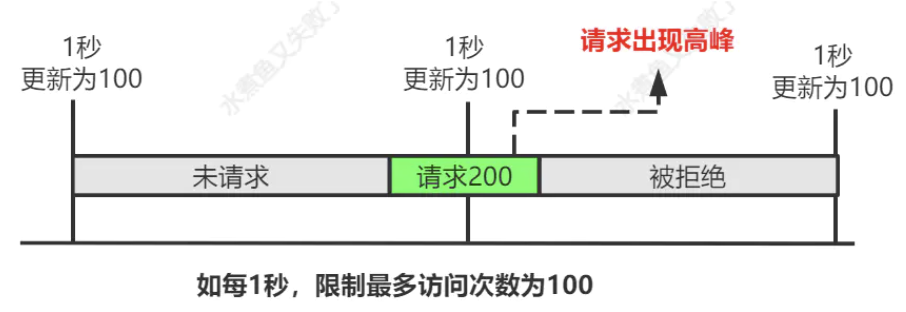 水煮鱼又失败了
水煮鱼又失败了
请求出现高峰
1秒
更新为100
1秒
更新为100
1秒
更新为100
未请求
请求200
被拒绝
如每1秒，限制最多访问次数为100